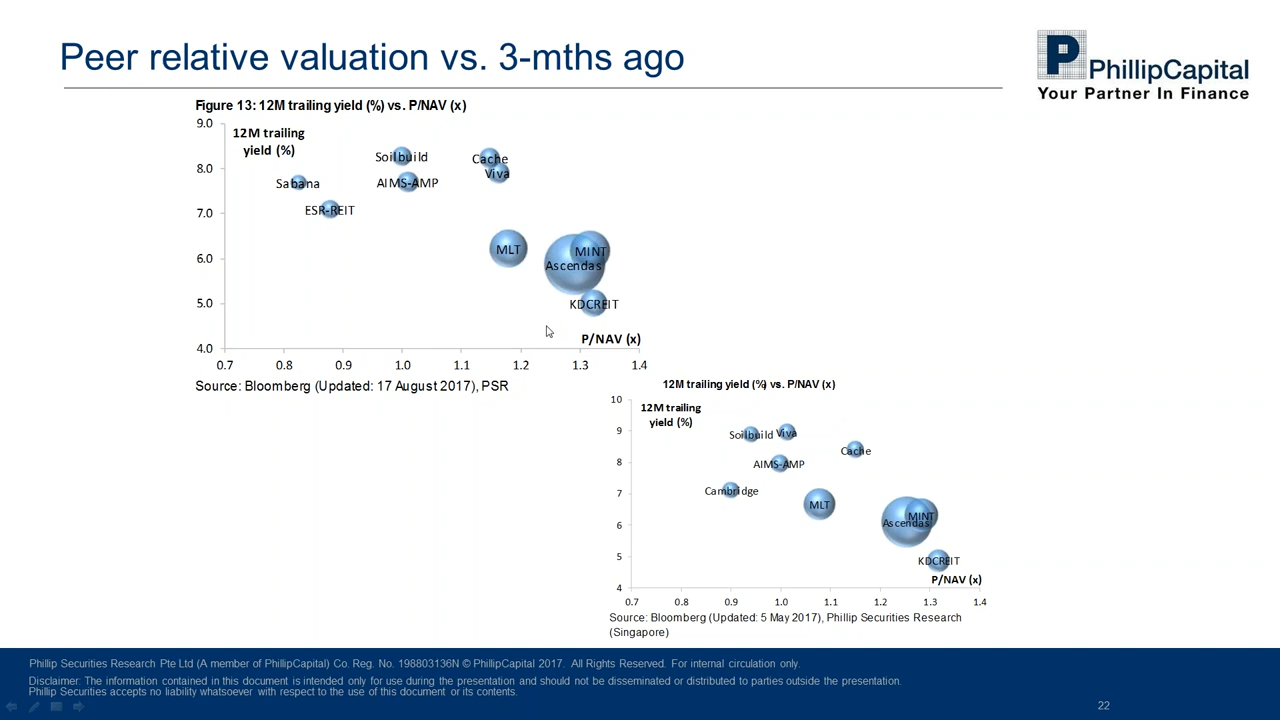 Peer relative valuation vs. 3-mths ago
P
PhillipCapital
Your Partner In Finance
Figure 13: 12M trailing yield (%) vs. P/NAV (x)
9.0
12M trailing
yield (%)
Soilbuild
Cache
8.0
Viva
Sabana
AIMS-AMP
ESR-REIT
7.0
MLT
MINT
6.0
Ascendas
5.0
KDCREIT
P/NAV (x)
4.0
0.7 0.8 0.9 1.0 1.1 1.2 1.3 1.4
Source: Bloomberg (Updated: 17 August 2017), PSR
12M trailing yield (%) vs. P/NAV (x)
10
12M trailing
yield (%)
9
Soilbuild Viva
Cache
8
AIMS-AMP
7
Cambridge
MLT
MINT
6
Ascendas
5
KDCREIT
P/NAV (x)
4
0.7 0.8 0.9 1.0 1.1 1.2 1.3 1.4
Source: Bloomberg (Updated: 5 May 2017), Phillip Securities Research
(Singapore)
Phillip Securities Research Pte Ltd (A member of PhillipCapital) Co. Reg. No. 198803136N © PhillipCapital 2017. All Rights Reserved. For internal circulation only.
Disclaimer: The information contained in this document is intended only for use during the presentation and should not be disseminated or distributed to parties outside the presentation.
Phillip Securities accepts no liability whatsoever with respect to the use of this document or its contents.
22